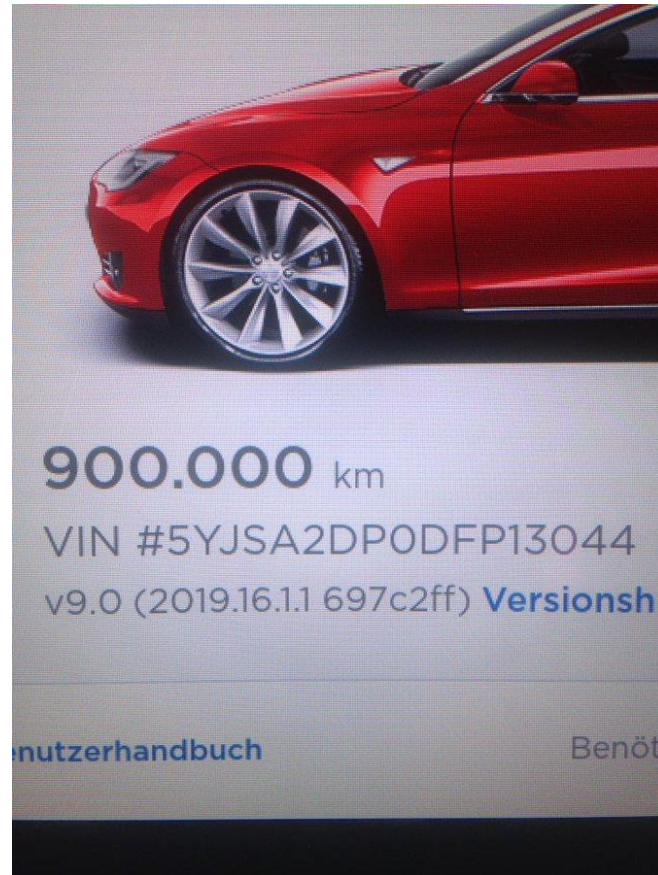 900.000 km
VIN #5YJSA2DP0DFP13044
v9.0 (2019.16.1.1 697c2ff) Versionsh
enutzerhandbuch
Benöt